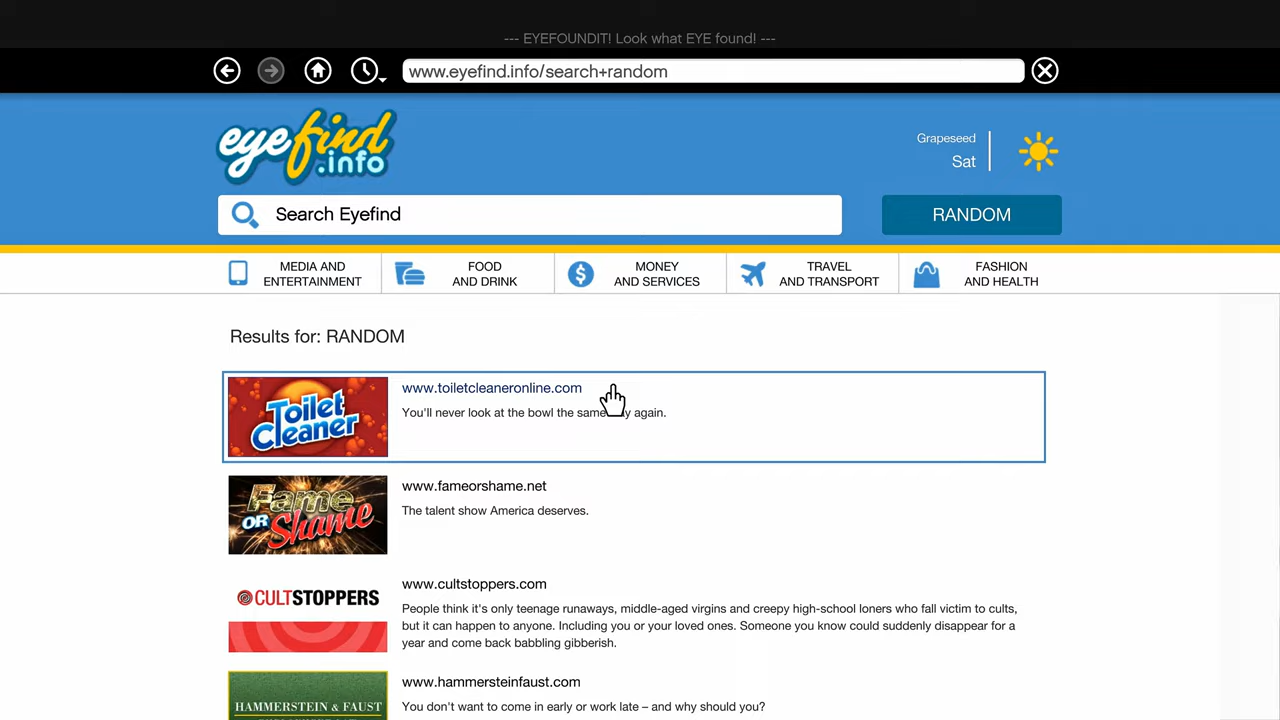 --- EYEFOUNDIT! Look what EYE found! ---
www.eyefind.info/search+random
eyefind
.info
Grapeseed
Sat
Search Eyefind
RANDOM
MEDIA AND
ENTERTAINMENT
FOOD
AND DRINK
MONEY
AND SERVICES
TRAVEL
AND TRANSPORT
FASHION
AND HEALTH
Results for: RANDOM
Toilet
Cleaner
www.toiletcleaneronline.com
You'll never look at the bowl the same again.
Fame
OR Shame
www.fameorshame.net
The talent show America deserves.
CULTSTOPPERS
www.cultstoppers.com
People think it's only teenage runaways, middle-aged virgins and creepy high-school loners who fall victim to cults,
but it can happen to anyone. Including you or your loved ones. Someone you know could suddenly disappear for a
year and come back babbling gibberish.
HAMMERSTEIN & FAUST
www.hammersteinfaust.com
You don't want to come in early or work late – and why should you?